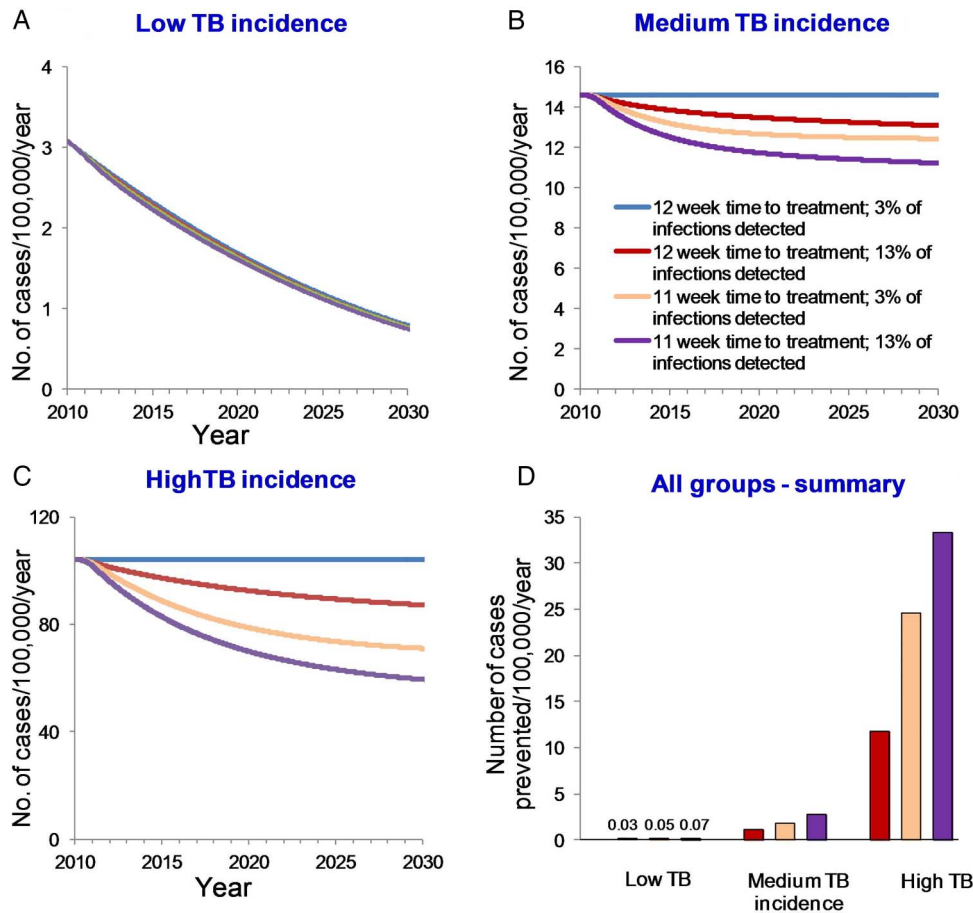 A
Low TB incidence
No. of cases/100,000/year
4
3
2
1
0
2010 2015 2020 2025 2030
Year
B
Medium TB incidence
No. of cases/100,000/year
16
14
12
10
8
6
4
2
0
2010 2015 2020 2025 2030
12 week time to treatment; 3% of
infections detected
12 week time to treatment; 13% of
infections detected
11 week time to treatment; 3% of
infections detected
11 week time to treatment; 13% of
infections detected
C
HighTB incidence
No. of cases/100,000/year
120
80
40
0
2010 2015 2020 2025 2030
Year
D
All groups - summary
Number of cases
prevented/100,000/year
35
30
25
20
15
10
5
0
0.03 0.05 0.07
Low TB
Medium TB
incidence
High TB